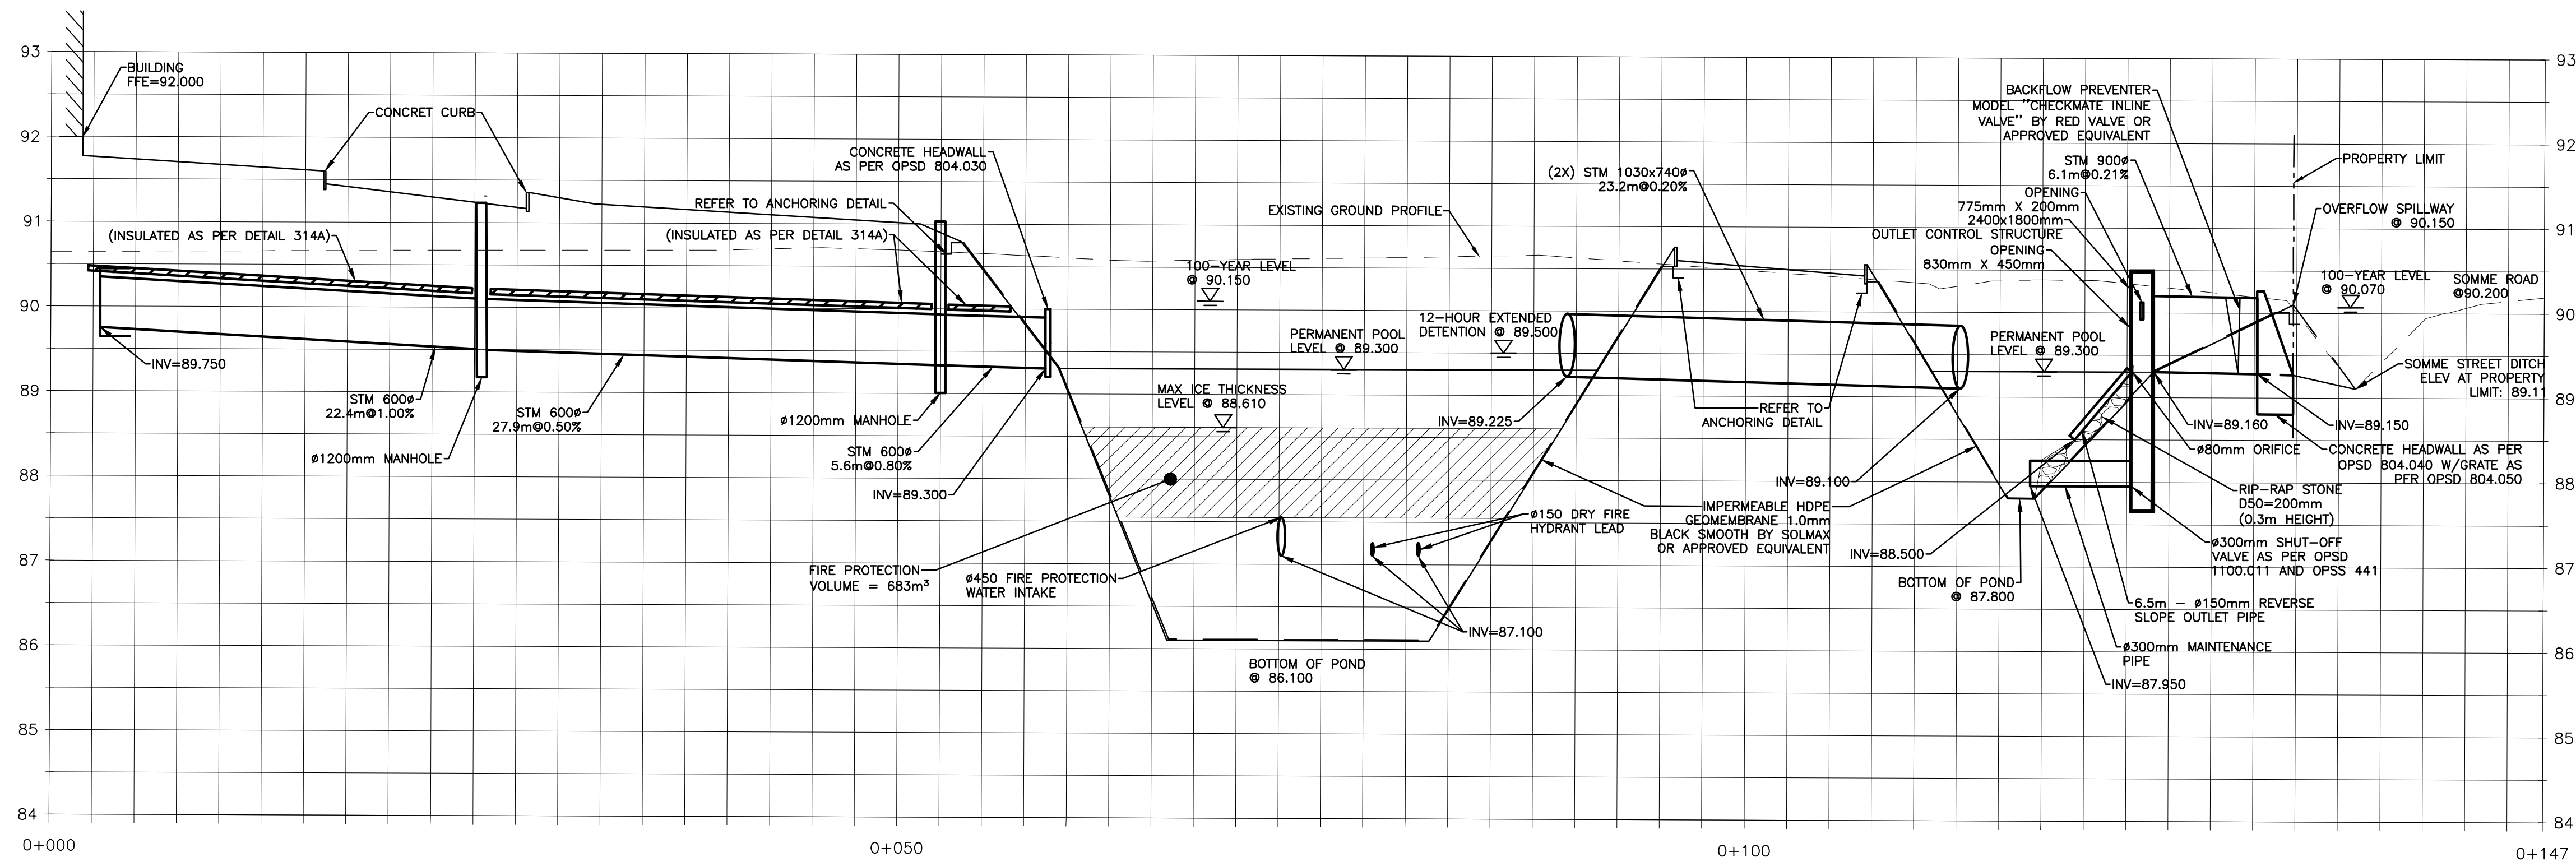 93
92
91
90
89
88
87
86
85
84
0+000
0+050
0+100
0+147
93
92
91
90
89
88
87
86
85
84
BUILDING
FFE=92.000
CONCRET CURB
(INSULATED AS PER DETAIL 314A)
INV=89.750
STM 600ø
22.4m@1.00%
ø1200mm MANHOLE
STM 600ø
27.9m@0.50%
CONCRETE HEADWALL
AS PER OPSD 804.030
REFER TO ANCHORING DETAIL
(INSULATED AS PER DETAIL 314A)
ø1200mm MANHOLE
STM 600ø
5.6m@0.80%
INV=89.300
FIRE PROTECTION
VOLUME = 683m³
ø450 FIRE PROTECTION
WATER INTAKE
EXISTING GROUND PROFILE
100-YEAR LEVEL
@ 90.150
PERMANENT POOL
LEVEL @ 89.300
12-HOUR EXTENDED
DETENTION @ 89.500
MAX ICE THICKNESS
LEVEL @ 88.610
BOTTOM OF POND
@ 86.100
ø150 DRY FIRE
HYDRANT LEAD
INV=87.100
(2X) STM 1030x740ø
23.2m@0.20%
INV=89.225
REFER TO
ANCHORING DETAIL
INV=89.100
IMPERMEABLE HDPE
GEOMEMBRANE 1.0mm
BLACK SMOOTH BY SOLMAX
OR APPROVED EQUIVALENT
BACKFLOW PREVENTER
MODEL "CHECKMATE INLINE
VALVE" BY RED VALVE OR
APPROVED EQUIVALENT
STM 900ø
6.1m@0.21%
OPENING
775mm X 200mm
2400x1800mm
OUTLET CONTROL STRUCTURE
OPENING
830mm X 450mm
PERMANENT POOL
LEVEL @ 89.300
INV=88.500
BOTTOM OF POND
@ 87.800
PROPERTY LIMIT
OVERFLOW SPILLWAY
@ 90.150
100-YEAR LEVEL
@ 90.070
SOMME ROAD
@90.200
SOMME STREET DITCH
ELEV AT PROPERTY
LIMIT: 89.11
INV=89.160
INV=89.150
ø80mm ORIFICE
CONCRETE HEADWALL AS PER
OPSD 804.040 W/GRATE AS
PER OPSD 804.050
RIP-RAP STONE
D50=200mm
(0.3m HEIGHT)
ø300mm SHUT-OFF
VALVE AS PER OPSD
1100.011 AND OPSS 441
6.5m - ø150mm REVERSE
SLOPE OUTLET PIPE
ø300mm MAINTENANCE
PIPE
INV=87.950